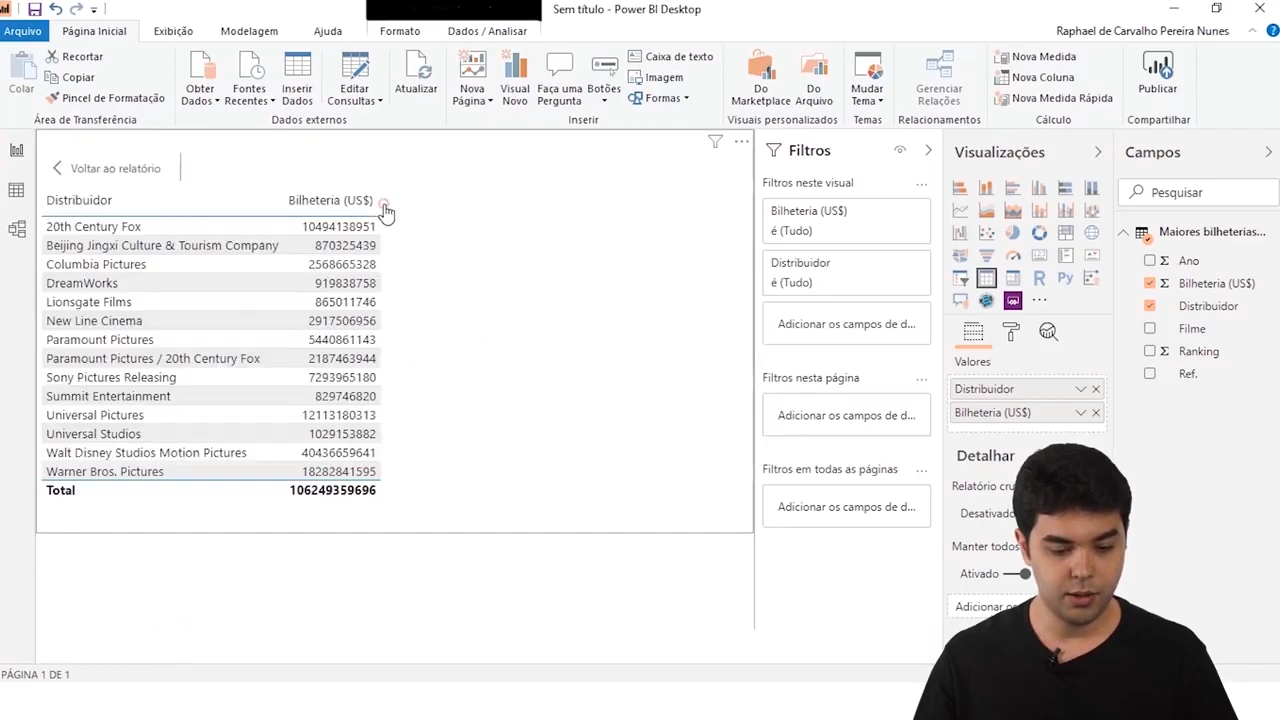 Sem título - Power BI Desktop
Arquivo
Página Inicial
Exibição
Modelagem
Ajuda
Formato
Dados / Analisar
Raphael de Carvalho Pereira Nunes
Colar
Recortar
Copiar
Pincel de Formatação
Área de Transferência
Obter Dados
Fontes Recentes
Inserir Dados
Editar Consultas
Atualizar
Dados externos
Nova Página
Visual Novo
Faça uma Pergunta
Botões
Caixa de texto
Imagem
Formas
Inserir
Do Marketplace
Do Arquivo
Visuais personalizados
Mudar Tema
Temas
Gerenciar Relações
Relacionamentos
Nova Medida
Nova Coluna
Nova Medida Rápida
Cálculo
Publicar
Compartilhar
Voltar ao relatório
Distribuidor Bilheteria (US$)
20th Century Fox 10494138951
Beijing Jingxi Culture & Tourism Company 870325439
Columbia Pictures 2568665328
DreamWorks 919838758
Lionsgate Films 865011746
New Line Cinema 2917506956
Paramount Pictures 5440861143
Paramount Pictures / 20th Century Fox 2187463944
Sony Pictures Releasing 7293965180
Summit Entertainment 829746820
Universal Pictures 12113180313
Universal Studios 1029153882
Walt Disney Studios Motion Pictures 40436659641
Warner Bros. Pictures 18282841595
Total 106249359696
Filtros
Filtros neste visual
Bilheteria (US$)
é (Tudo)
Distribuidor
é (Tudo)
Adicionar os campos de d...
Filtros nesta página
Adicionar os campos de d...
Filtros em todas as páginas
Adicionar os campos de d...
Visualizações
R
Py
Valores
Distribuidor
Bilheteria (US$)
Detalhar
Relatório cru
Desativado
Manter todos
Ativado
Adicionar os
Campos
Pesquisar
Maiores bilheterias...
Ano
Bilheteria (US$)
Distribuidor
Filme
Ranking
Ref.
PÁGINA 1 DE 1